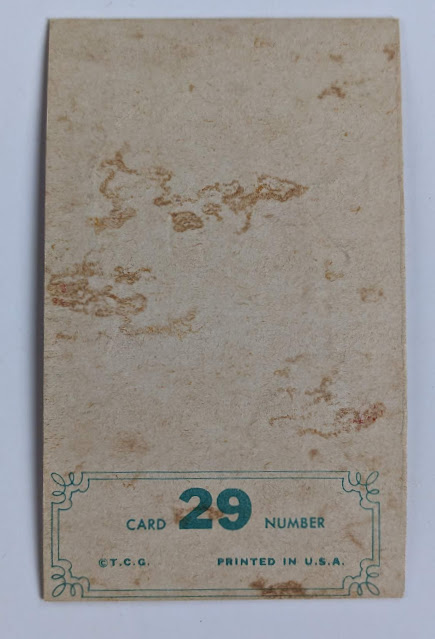 CARD 29 NUMBER
©T.C.G. PRINTED IN U.S.A.